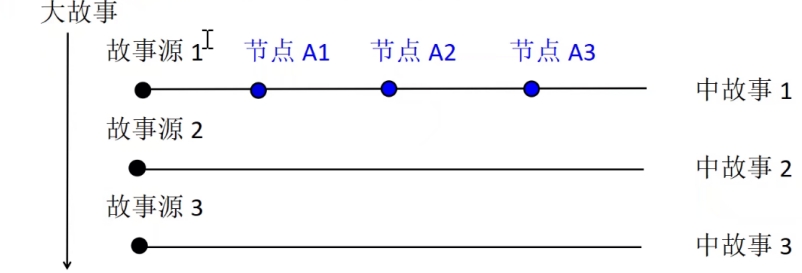 大故事
故事源 1 节点 A1 节点 A2 节点 A3
中故事 1
故事源 2
中故事 2
故事源 3
中故事 3